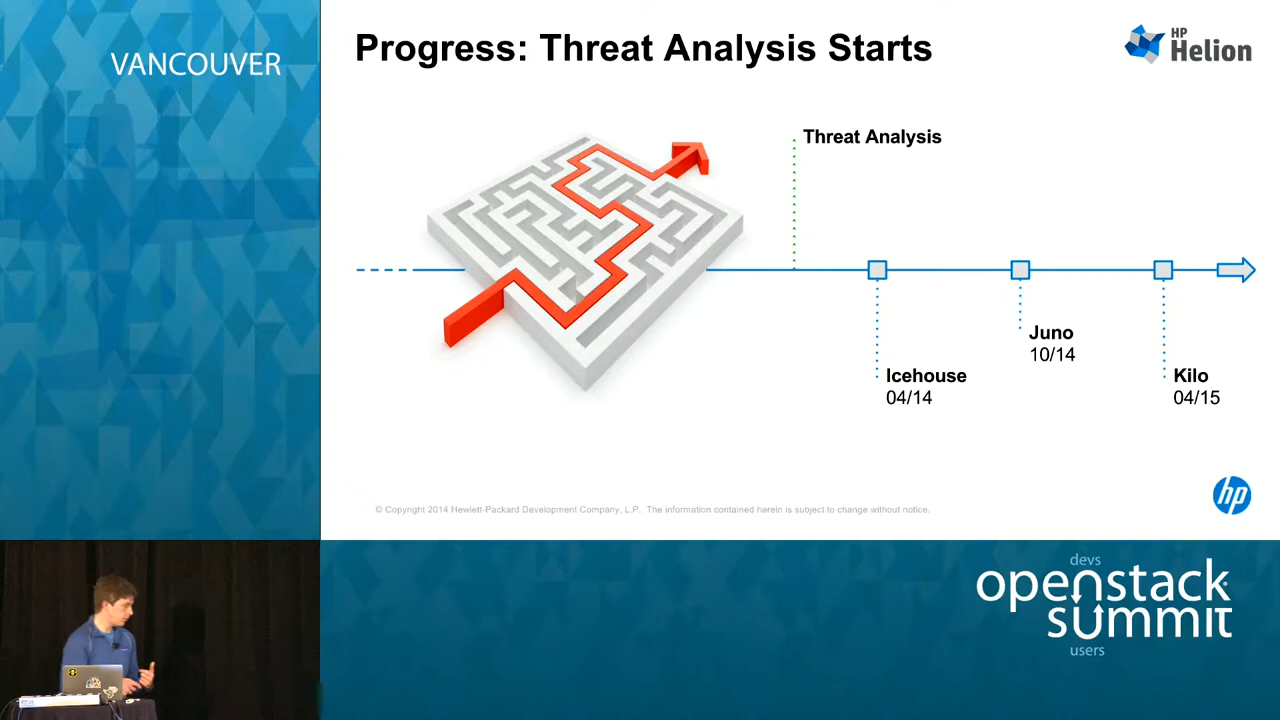 VANCOUVER
Progress: Threat Analysis Starts
HP
Helion
Threat Analysis
Juno
10/14
Icehouse
04/14
Kilo
04/15
© Copyright 2014 Hewlett-Packard Development Company, L.P. The information contained herein is subject to change without notice.
hp
devs
openstack
summit
users